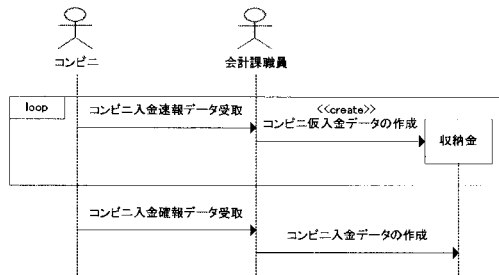 コンビニ
会計課職員
loop
コンビニ入金速報データ受取
<<create>>
コンビニ仮入金データの作成
収納金
コンビニ入金確報データ受取
コンビニ入金データの作成